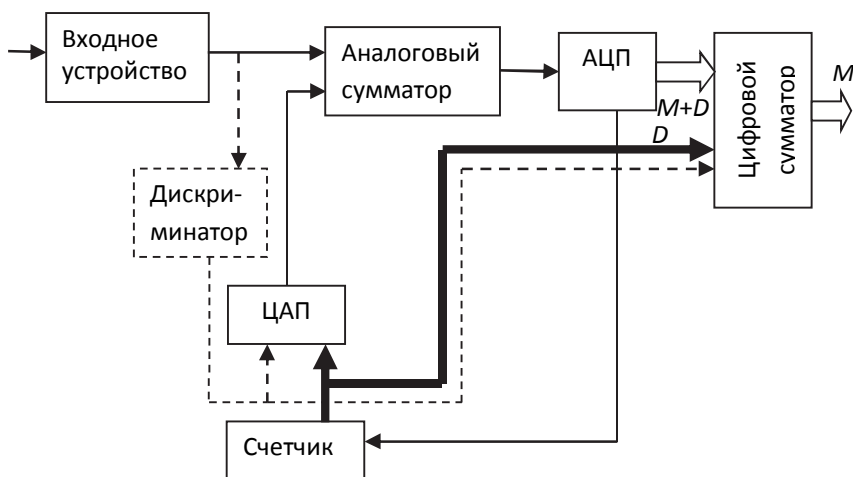 Входное
устройство
Аналоговый
сумматор
АЦП
M+D
D
Цифровой
сумматор
M
Дискри-
минатор
ЦАП
Счетчик